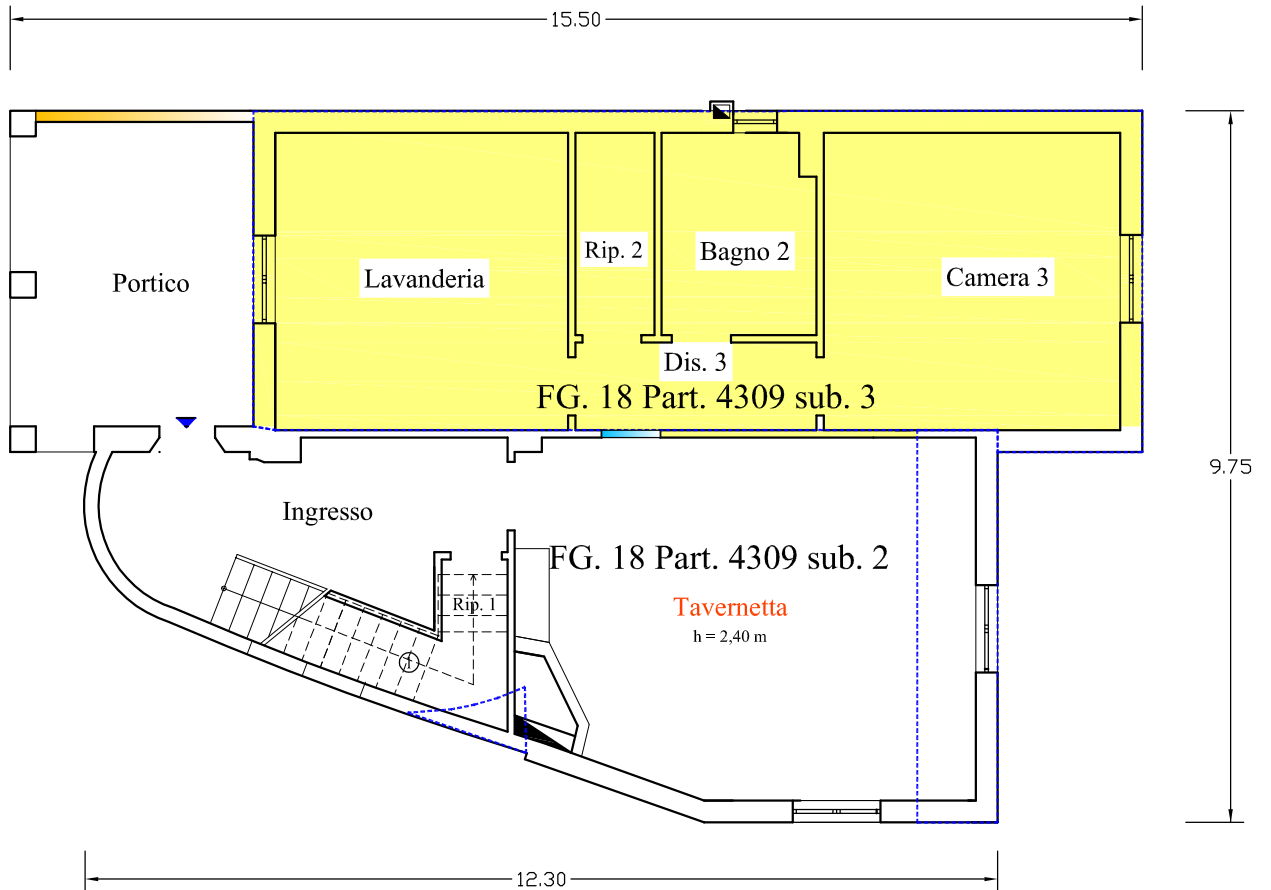 15.50
Portico
Lavanderia
Rip. 2
Bagno 2
Camera 3
Dis. 3
FG. 18 Part. 4309 sub. 3
9.75
Ingresso
FG. 18 Part. 4309 sub. 2
Rip. 1
Tavernetta
h = 2,40 m
1
12.30